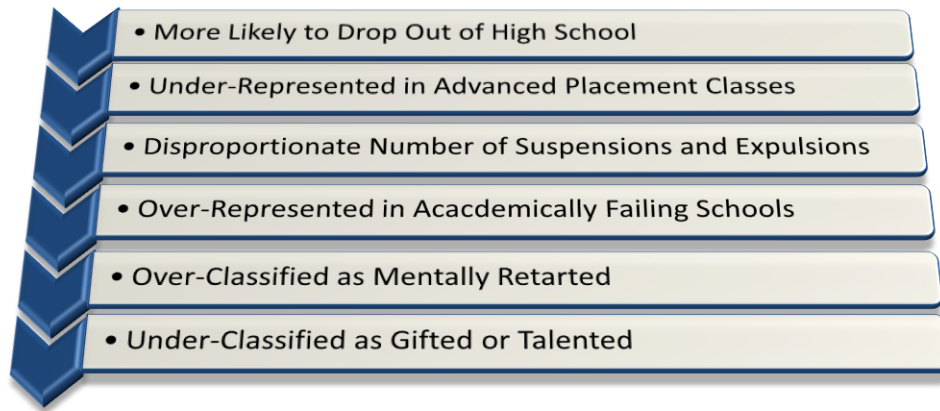 • More Likely to Drop Out of High School
• Under-Represented in Advanced Placement Classes
• Disproportionate Number of Suspensions and Expulsions
• Over-Represented in Acacdemically Failing Schools
• Over-Classified as Mentally Retarted
• Under-Classified as Gifted or Talented